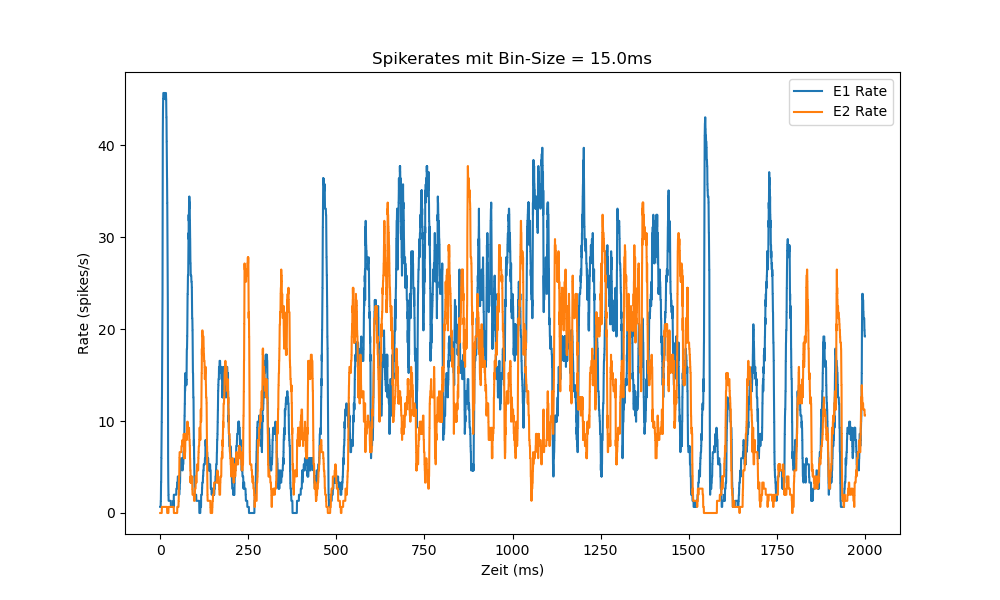 Spikerates mit Bin-Size = 15.0ms
E1 Rate
E2 Rate
40
30
20
10
0
Rate (spikes/s)
0 250 500 750 1000 1250 1500 1750 2000
Zeit (ms)